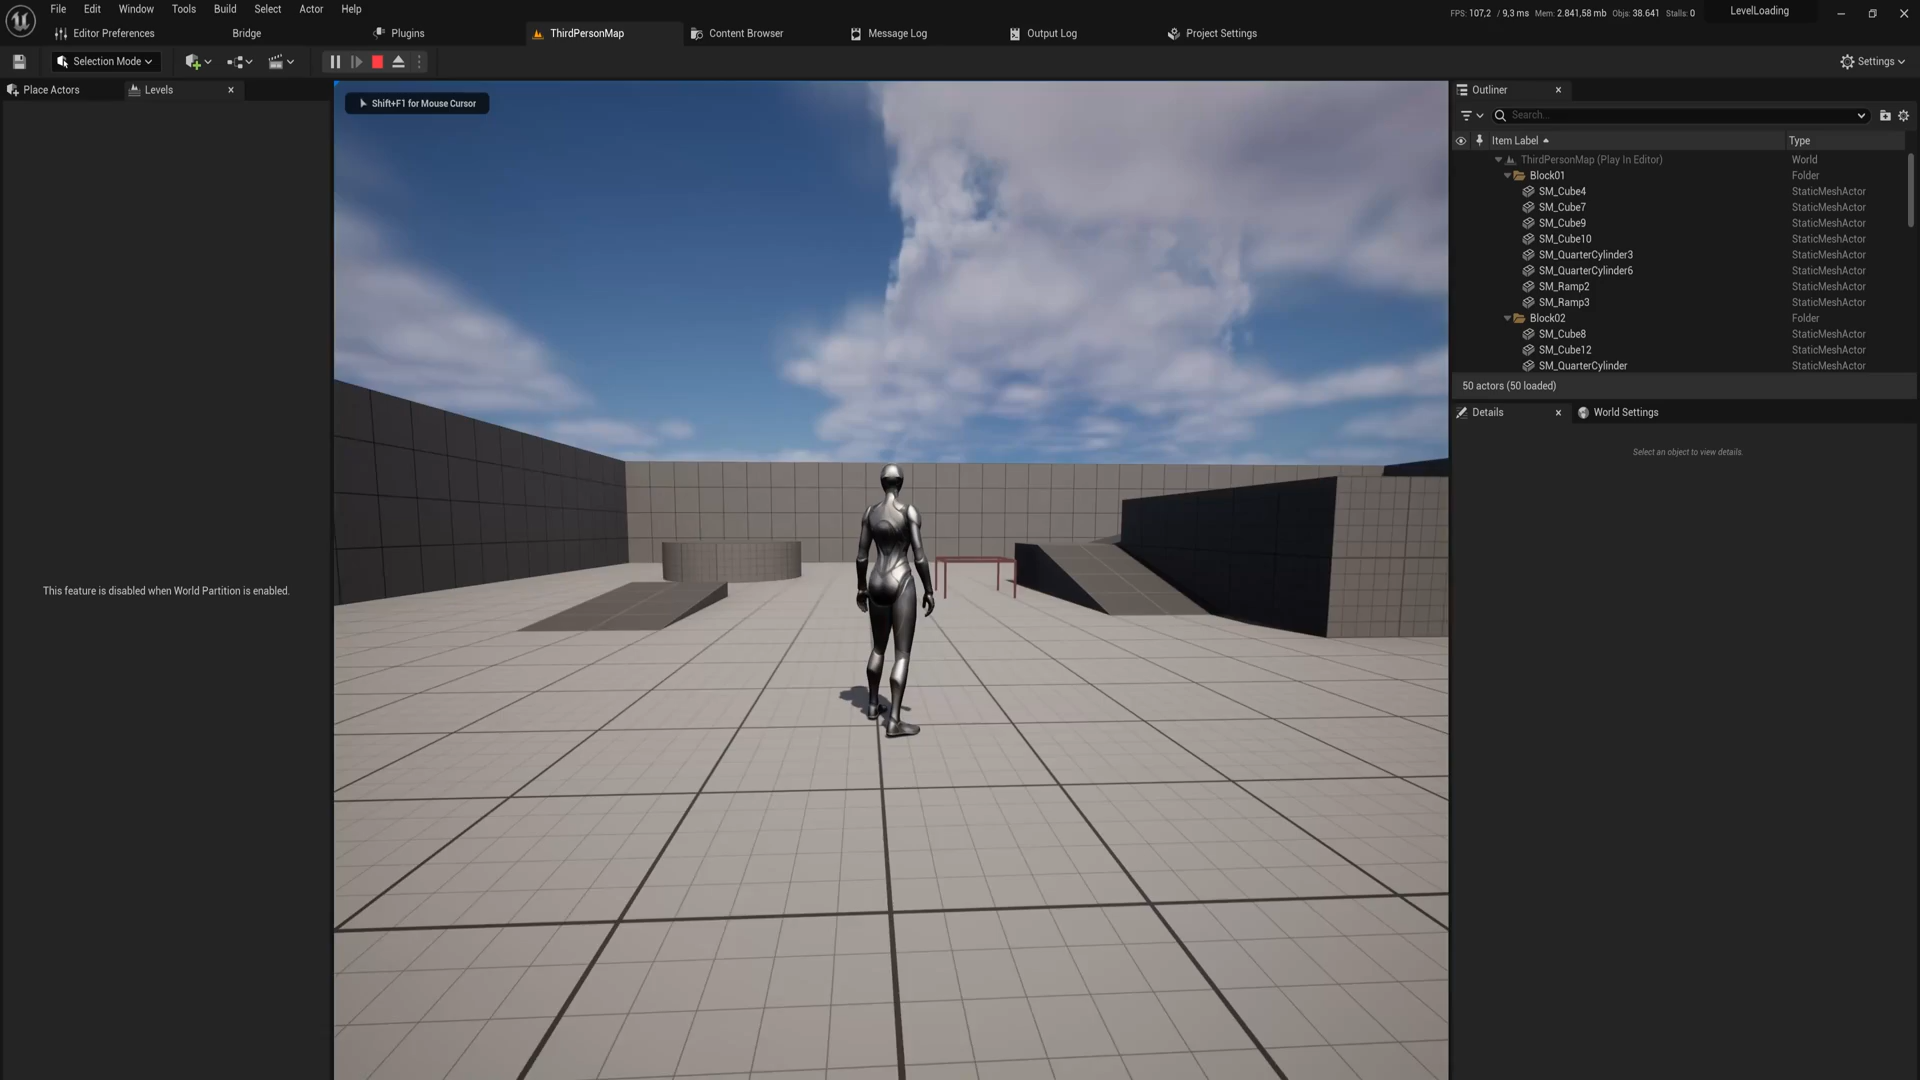 File Edit Window Tools Build Select Actor Help
FPS: 107,2 / 9,3 ms Mem: 2.841,58 mb Objs: 38.641 Stalls: 0
LevelLoading
Editor Preferences
Bridge
Plugins
ThirdPersonMap
Content Browser
Message Log
Output Log
Project Settings
Selection Mode
Settings
Place Actors
Levels
This feature is disabled when World Partition is enabled.
Shift+F1 for Mouse Cursor
Outliner
Search...
Item Label Type
ThirdPersonMap (Play In Editor) World
Block01 Folder
SM_Cube4 StaticMeshActor
SM_Cube7 StaticMeshActor
SM_Cube9 StaticMeshActor
SM_Cube10 StaticMeshActor
SM_QuarterCylinder3 StaticMeshActor
SM_QuarterCylinder6 StaticMeshActor
SM_Ramp2 StaticMeshActor
SM_Ramp3 StaticMeshActor
Block02 Folder
SM_Cube8 StaticMeshActor
SM_Cube12 StaticMeshActor
SM_QuarterCylinder StaticMeshActor
50 actors (50 loaded)
Details
World Settings
Select an object to view details.